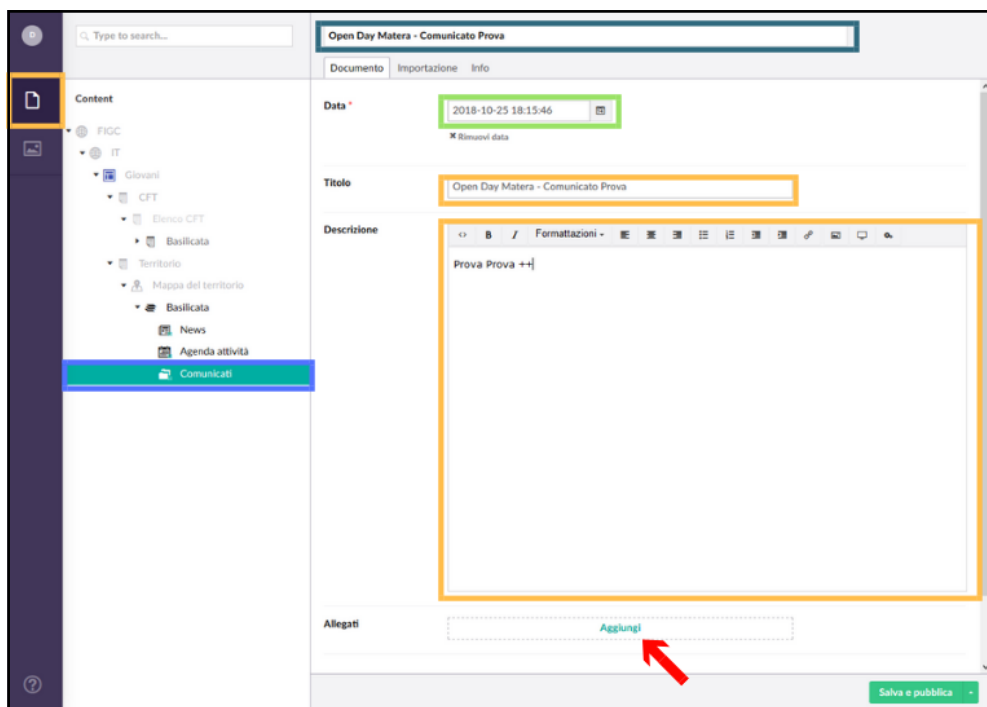 D
Type to search...
Content
FIGC
IT
Giovani
CFT
Elenco CFT
Basilicata
Territorio
Mappa del territorio
Basilicata
News
Agenda attività
Comunicati
Open Day Matera - Comunicato Prova
Documento Importazione Info
Data *
2018-10-25 18:15:46
✖ Rimuovi data
Titolo
Open Day Matera - Comunicato Prova
Descrizione
<> B I Formattazioni
Prova Prova ++
Allegati
Aggiungi
Salva e pubblica
?